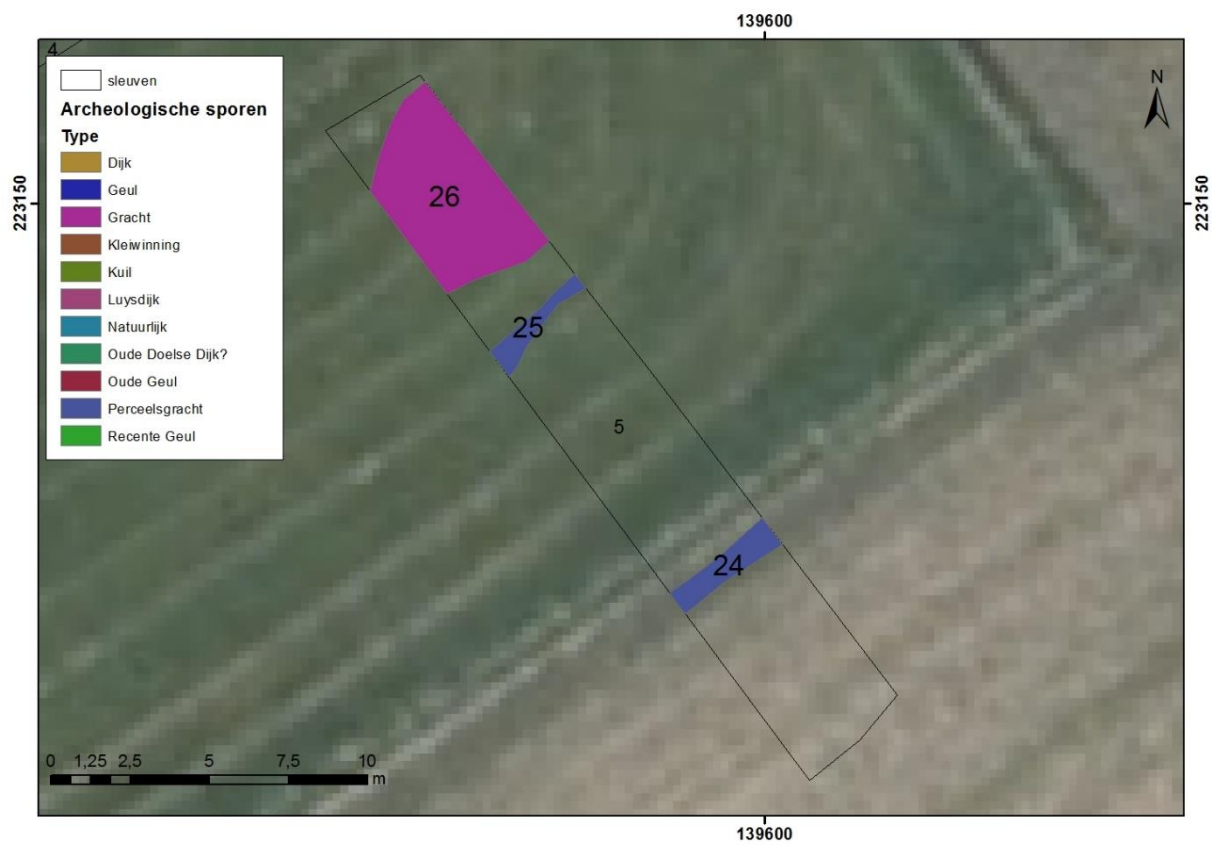 139600
N
4
sleuven
Archeologische sporen
Type
Dijk
Geul
Gracht
Kleiwinning
Kuil
Luysdijk
Natuurlijk
Oude Doelse Dijk?
Oude Geul
Perceelsgracht
Recente Geul
223150
223150
26
25
5
24
0 1,25 2,5 5 7,5 10
m
139600